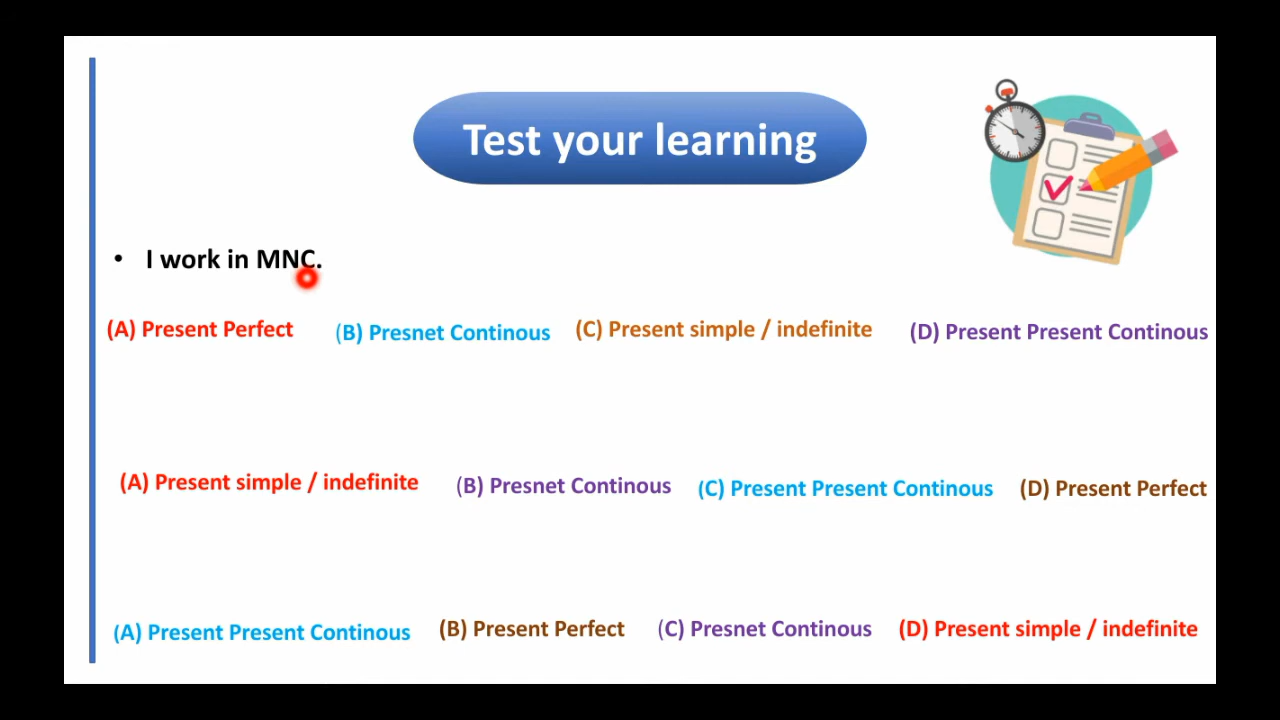 Test your learning
• I work in MNC.
(A) Present Perfect (B) Presnet Continous (C) Present simple / indefinite (D) Present Present Continous
(A) Present simple / indefinite (B) Presnet Continous (C) Present Present Continous (D) Present Perfect
(A) Present Present Continous (B) Present Perfect (C) Presnet Continous (D) Present simple / indefinite